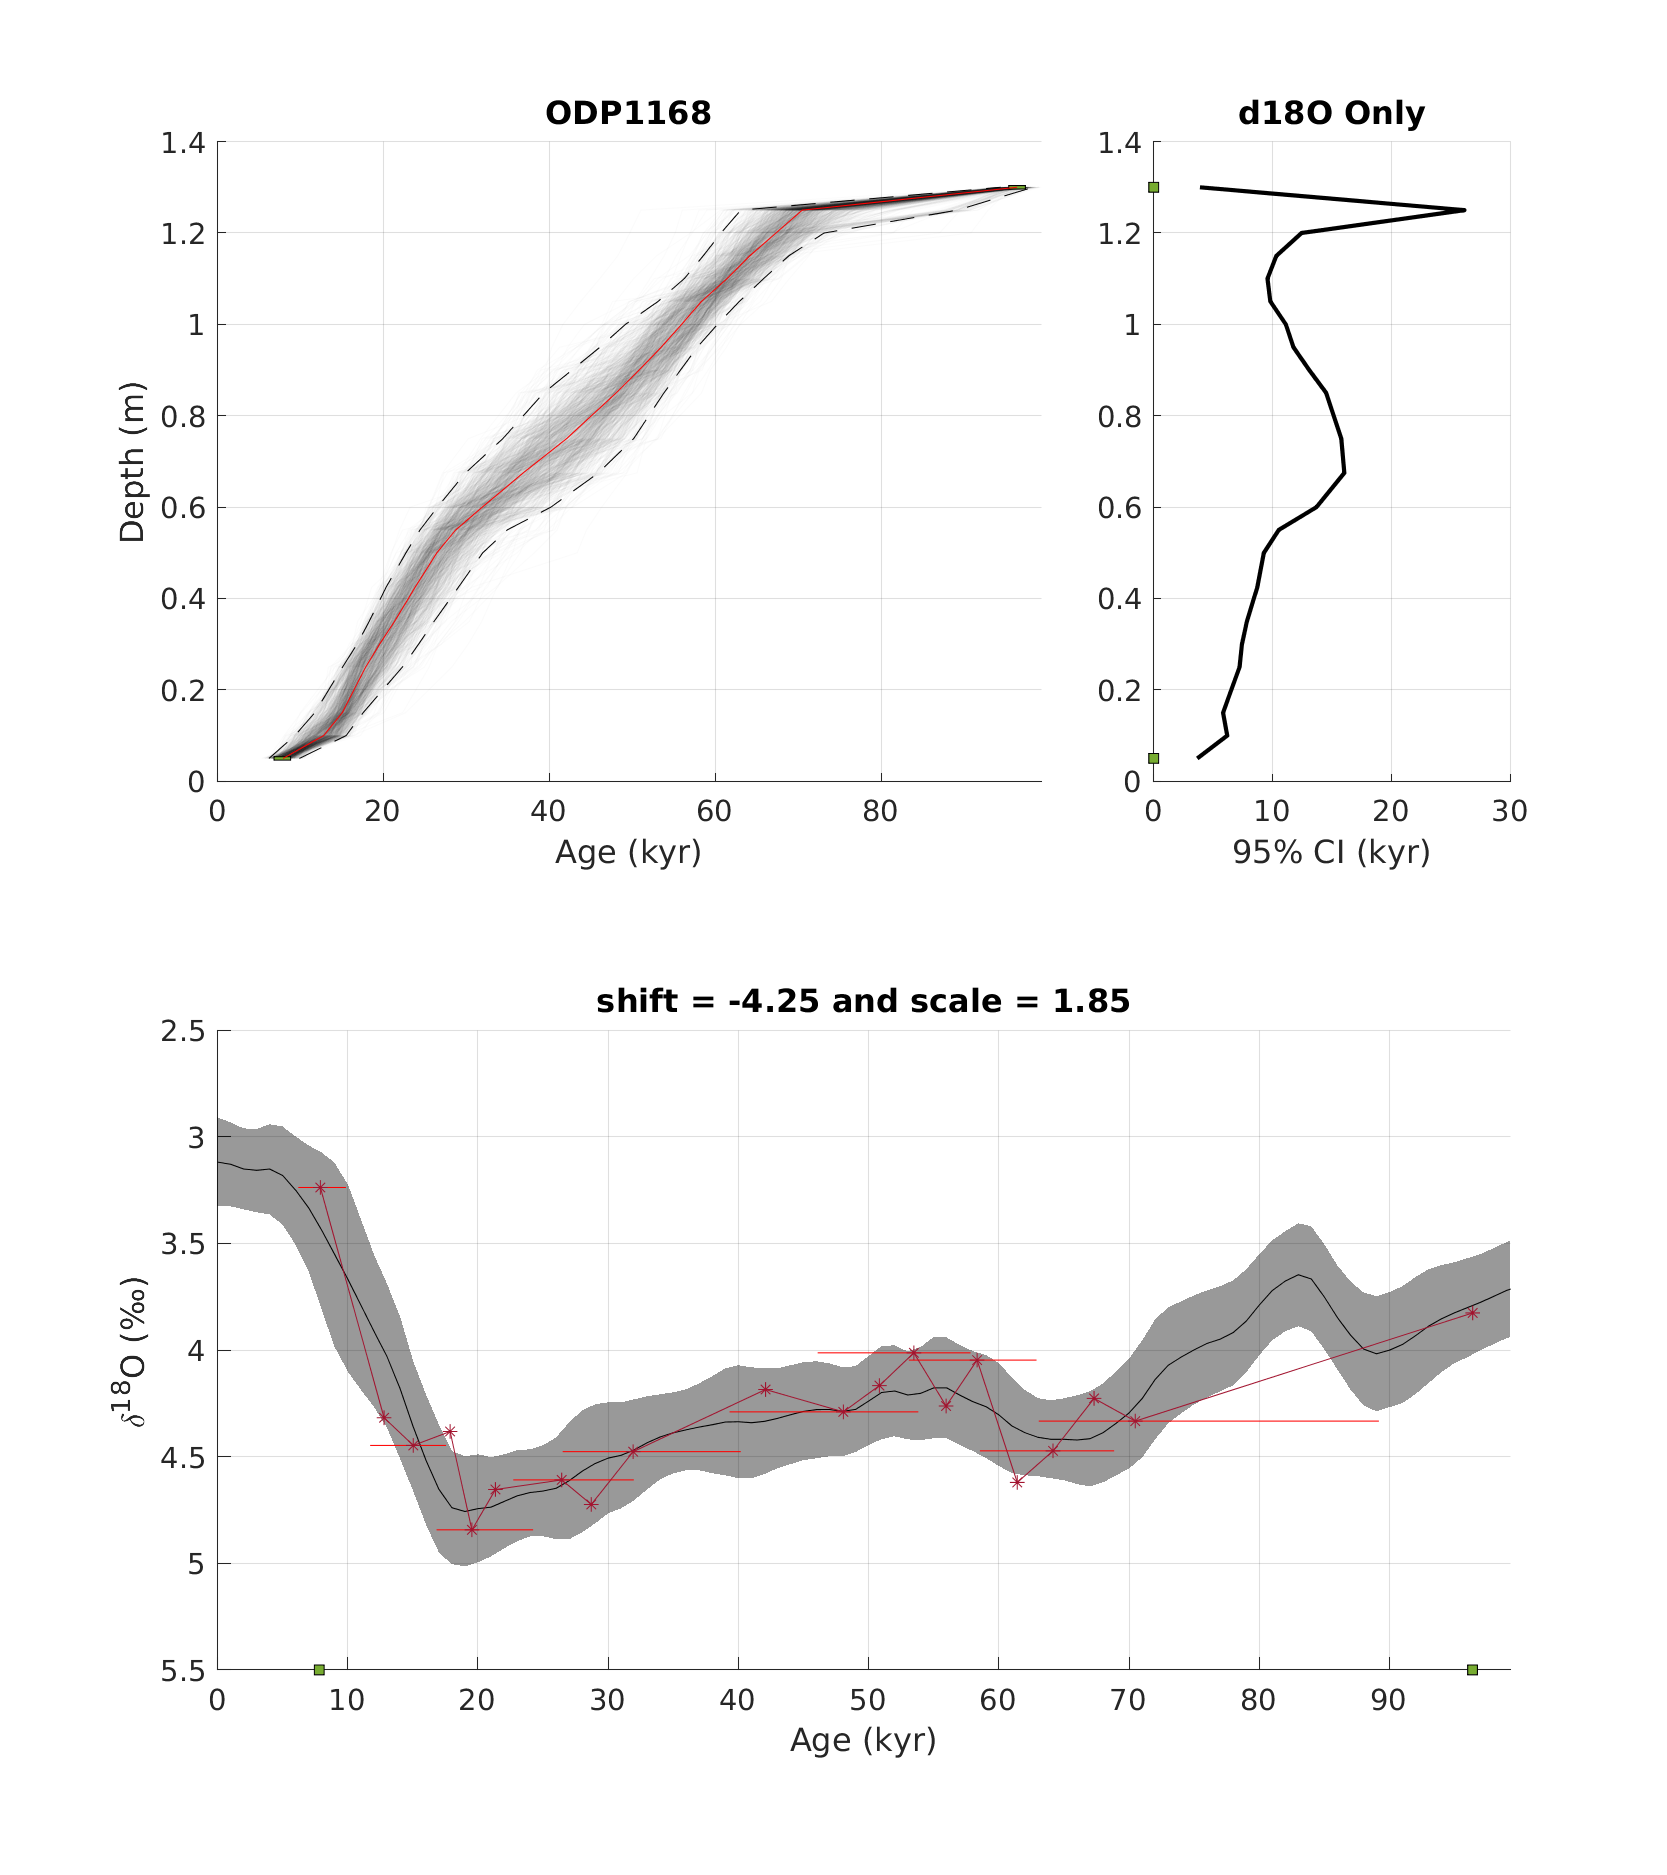 ODP1168
d18O Only
1.4
1.2
1
0.8
0.6
0.4
0.2
0
Depth (m)
0 20 40 60 80
Age (kyr)
1.4
1.2
1
0.8
0.6
0.4
0.2
0
0 10 20 30
95% CI (kyr)
shift = -4.25 and scale = 1.85
2.5
3
3.5
4
4.5
5
5.5
δ¹⁸O (‰)
0 10 20 30 40 50 60 70 80 90
Age (kyr)